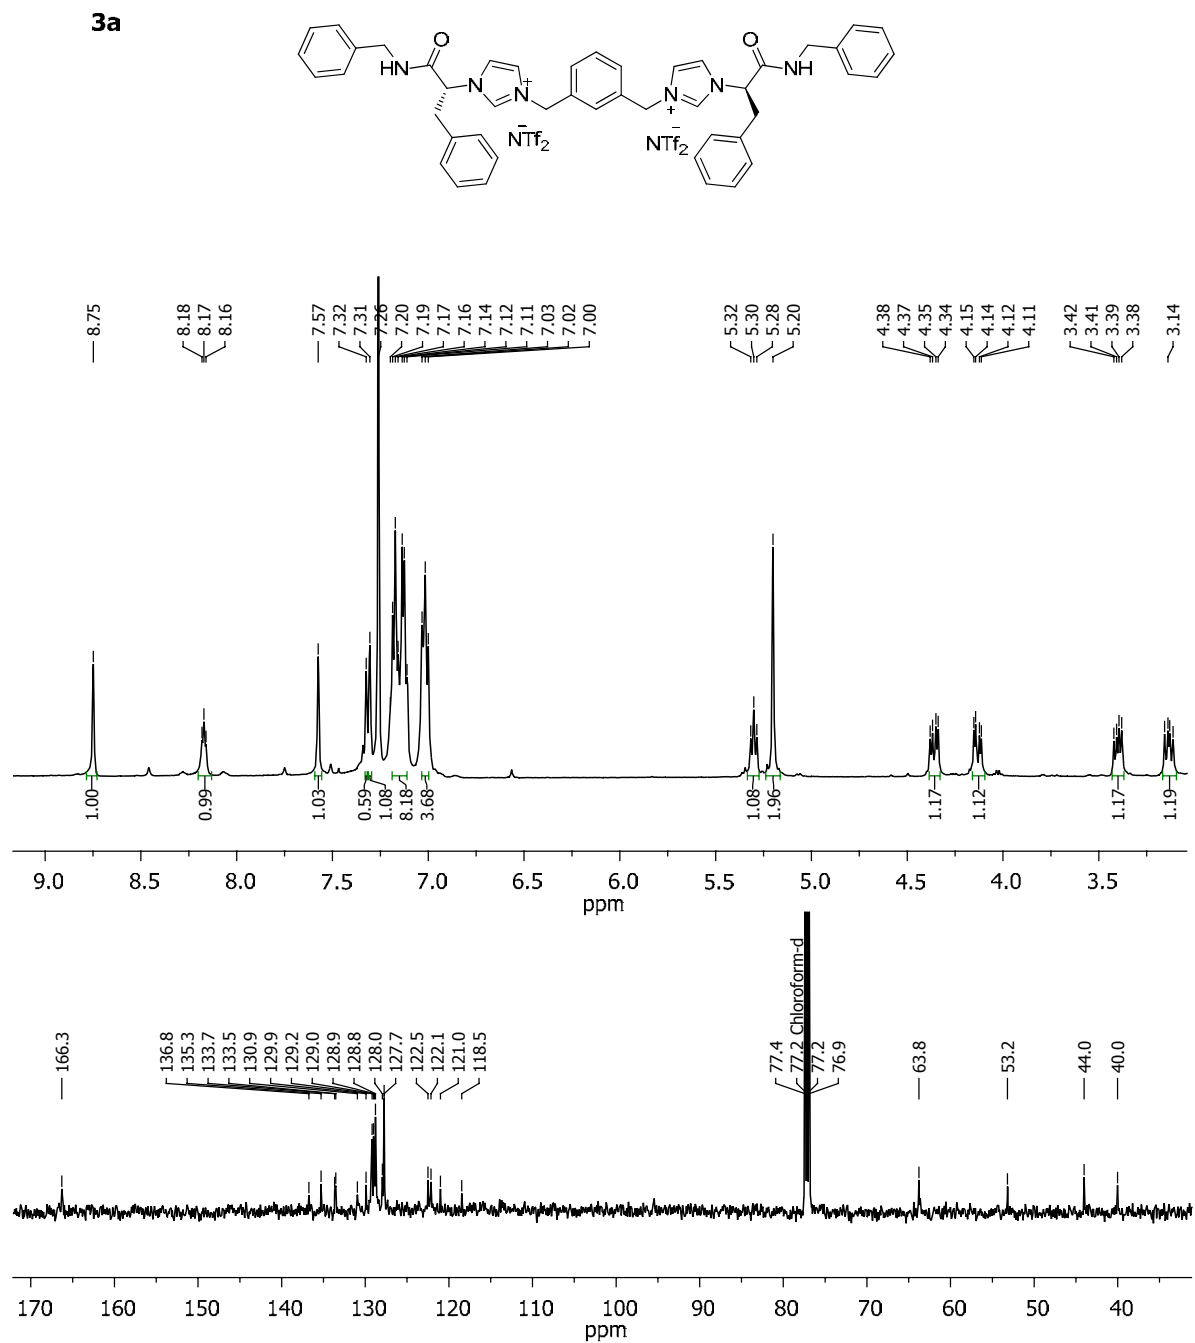 3a
O O
HN N N+ N+ N NH
N̄Tf2 N̄Tf2
8.75 8.18 8.17 8.16 7.57 7.32 7.31 7.26 7.20 7.19 7.17 7.16 7.14 7.12 7.11 7.03 7.02 7.00 5.32 5.30 5.28 5.20 4.38 4.37 4.35 4.34 4.15 4.14 4.12 4.11 3.42 3.41 3.39 3.38 3.14
1.00 0.99 1.03 0.59 1.08 8.18 3.68 1.08 1.96 1.17 1.12 1.17 1.19
9.0 8.5 8.0 7.5 7.0 6.5 6.0 5.5 5.0 4.5 4.0 3.5
ppm
166.3 136.8 135.3 133.7 133.5 130.9 129.9 129.2 129.0 128.9 128.8 128.0 127.7 122.5 122.1 121.0 118.5 77.4 77.2 Chloroform-d 77.2 76.9 63.8 53.2 44.0 40.0
170 160 150 140 130 120 110 100 90 80 70 60 50 40
ppm